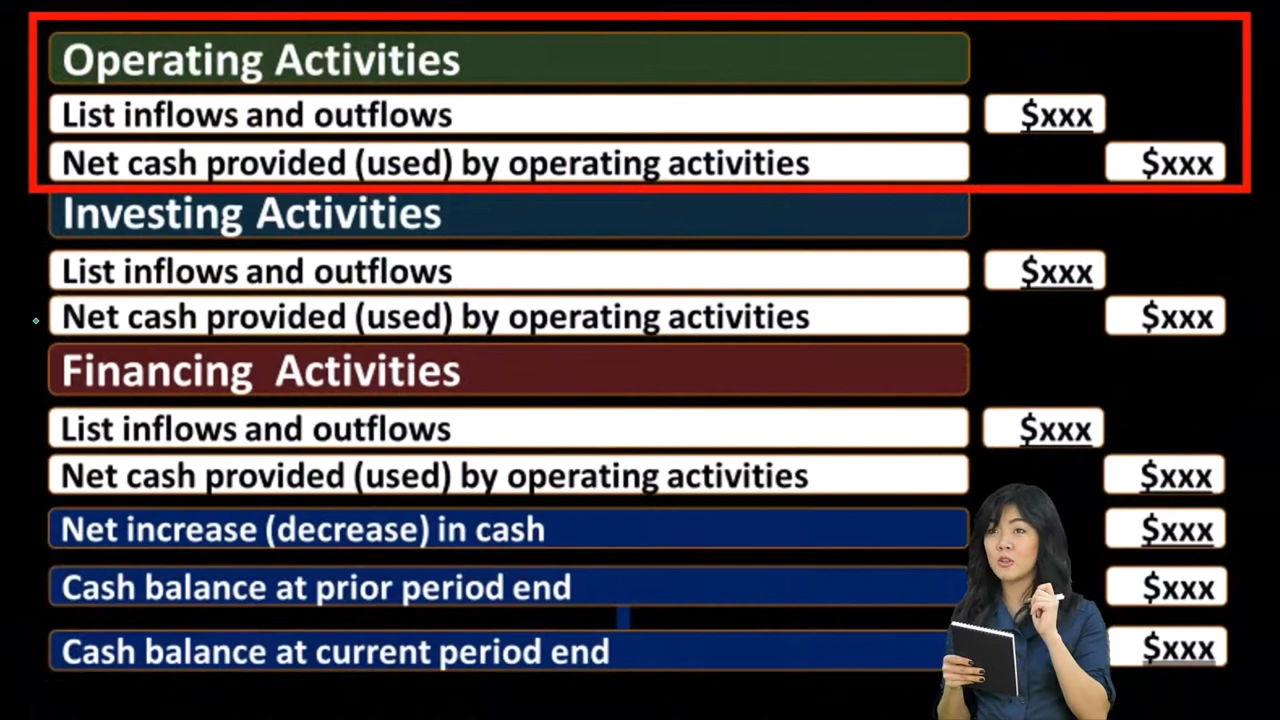 Operating Activities
List inflows and outflows $xxx
Net cash provided (used) by operating activities $xxx
Investing Activities
List inflows and outflows $xxx
Net cash provided (used) by operating activities $xxx
Financing Activities
List inflows and outflows $xxx
Net cash provided (used) by operating activities $xxx
Net increase (decrease) in cash $xxx
Cash balance at prior period end $xxx
Cash balance at current period end $xxx